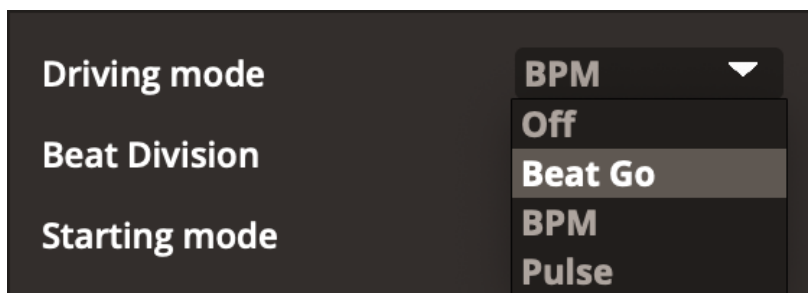 Driving mode
BPM
Off
Beat Division
Beat Go
BPM
Starting mode
Pulse